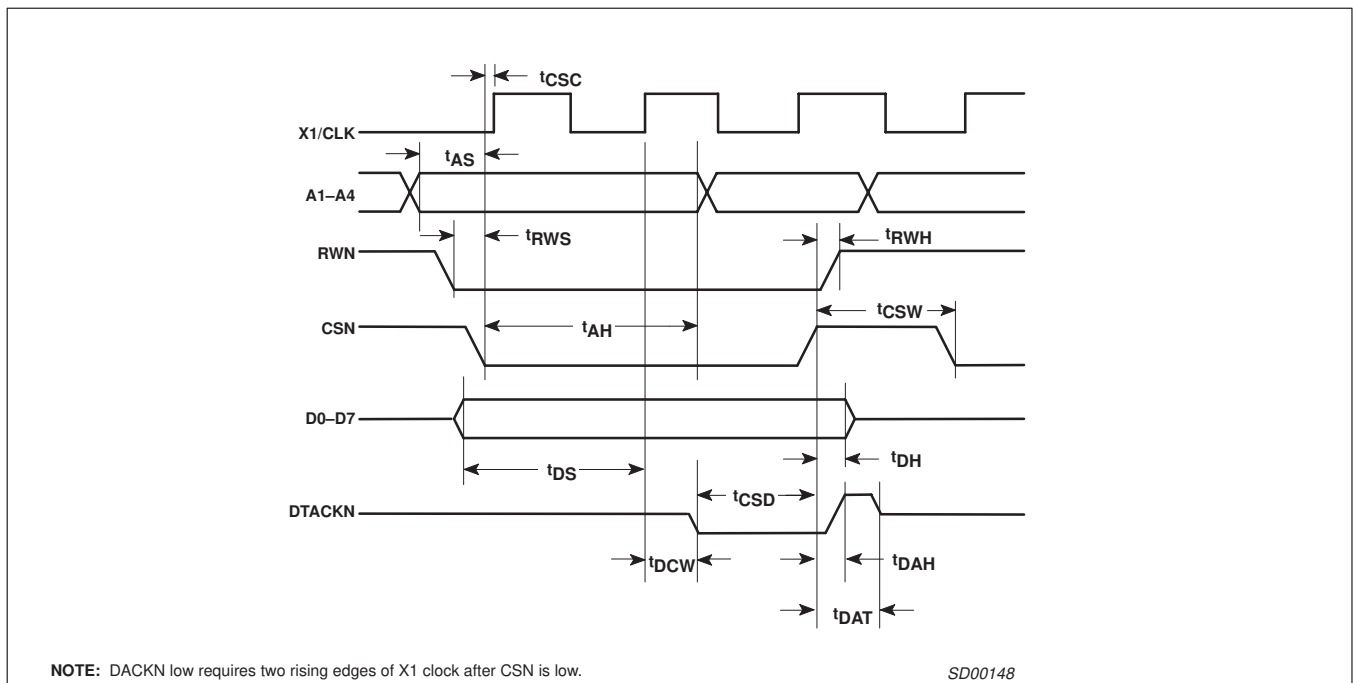 tCSC
X1/CLK
tAS
A1–A4
tRWS
tRWH
RWN
tCSW
CSN
tAH
D0–D7
tDS
tDH
tCSD
DTACKN
tDCW
tDAH
tDAT
NOTE: DACKN low requires two rising edges of X1 clock after CSN is low.
SD00148